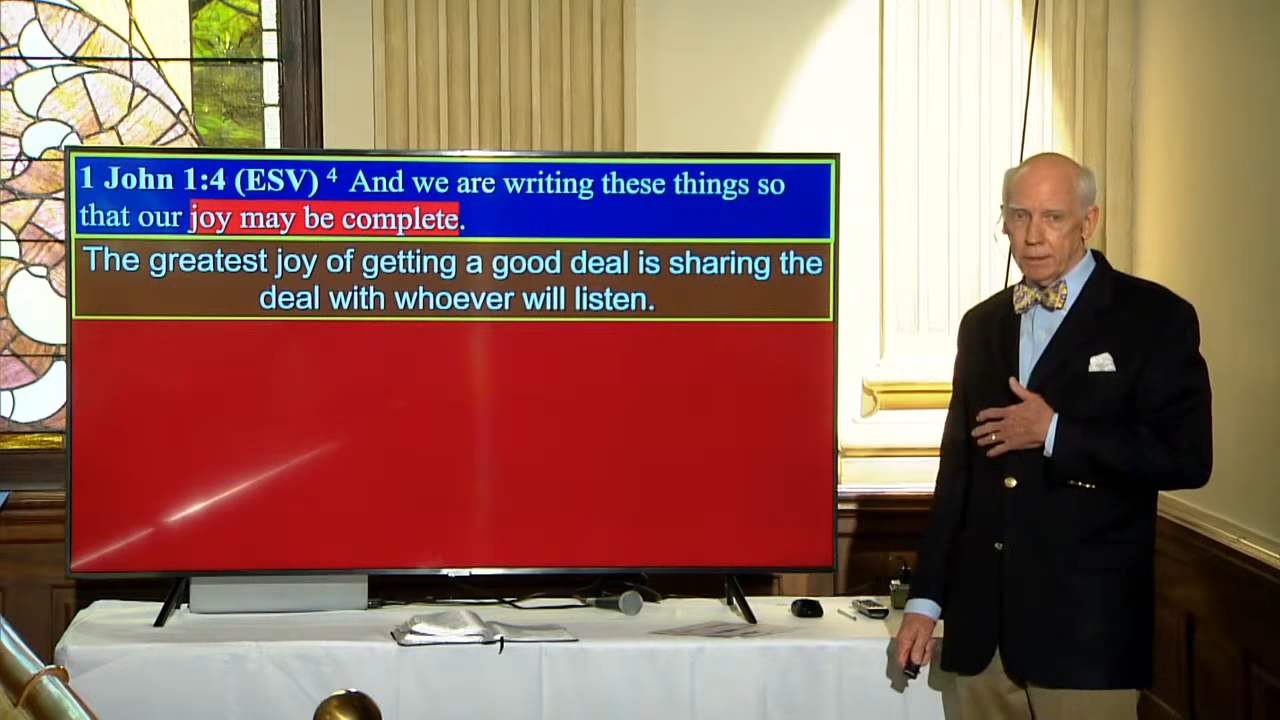 1 John 1:4 (ESV) 4 And we are writing these things so
that our joy may be complete.
The greatest joy of getting a good deal is sharing the
deal with whoever will listen.